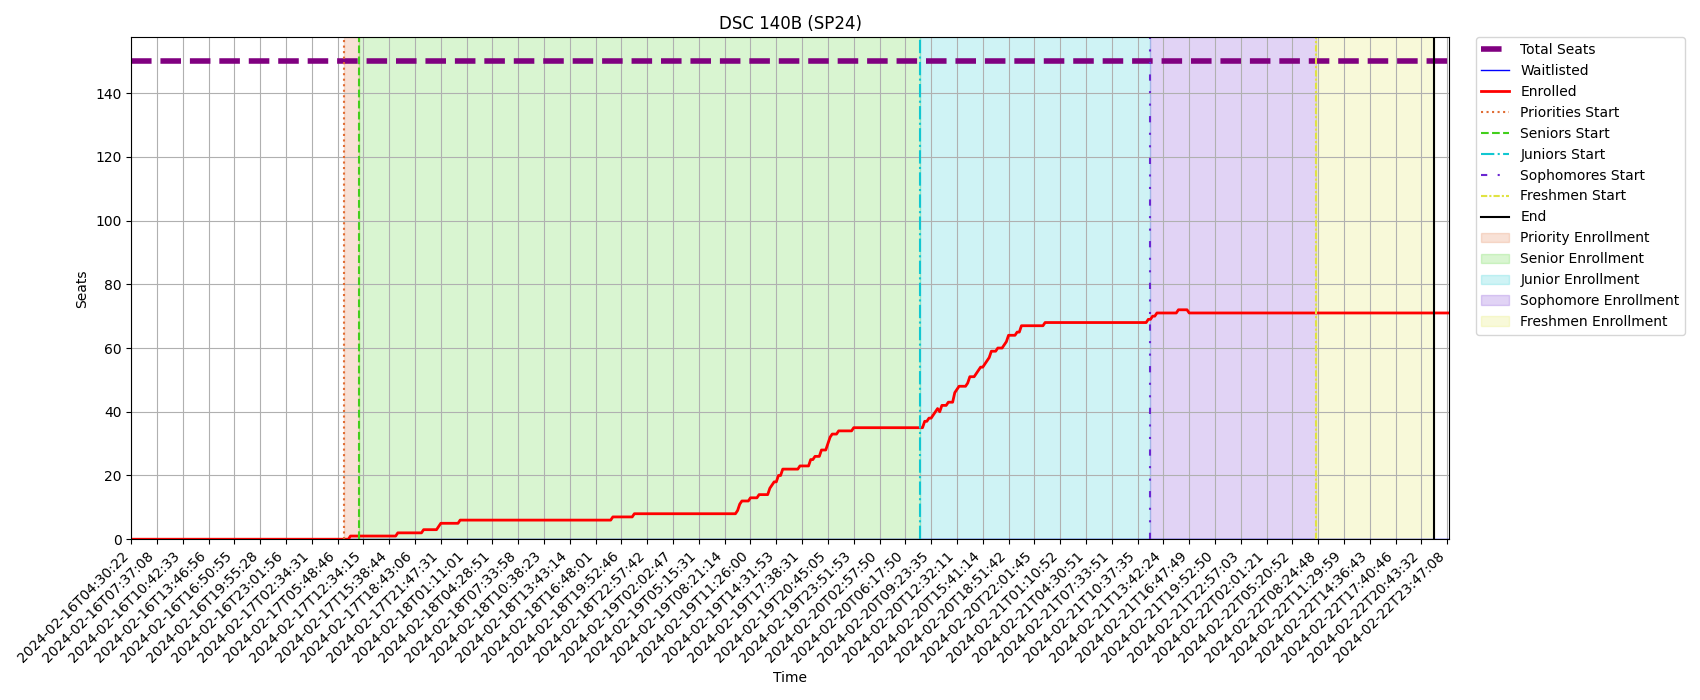 DSC 140B (SP24)
Seats
140
120
100
80
60
40
20
0
2024-02-16T04:30:22
2024-02-16T07:37:08
2024-02-16T10:42:33
2024-02-16T13:46:56
2024-02-16T16:50:55
2024-02-16T19:55:28
2024-02-16T23:01:56
2024-02-17T02:34:31
2024-02-17T05:48:46
2024-02-17T12:34:15
2024-02-17T15:38:44
2024-02-17T18:43:06
2024-02-17T21:47:31
2024-02-18T01:11:01
2024-02-18T04:28:51
2024-02-18T07:33:58
2024-02-18T10:38:23
2024-02-18T13:43:14
2024-02-18T16:48:01
2024-02-18T19:52:46
2024-02-18T22:57:42
2024-02-19T02:02:47
2024-02-19T05:15:31
2024-02-19T08:21:14
2024-02-19T11:26:00
2024-02-19T14:31:53
2024-02-19T17:38:31
2024-02-19T20:45:05
2024-02-19T23:51:53
2024-02-20T02:57:50
2024-02-20T06:17:50
2024-02-20T09:23:35
2024-02-20T12:32:11
2024-02-20T15:41:14
2024-02-20T18:51:42
2024-02-20T22:01:45
2024-02-21T01:10:52
2024-02-21T04:30:51
2024-02-21T07:33:51
2024-02-21T10:37:35
2024-02-21T13:42:24
2024-02-21T16:47:49
2024-02-21T19:52:50
2024-02-21T22:57:03
2024-02-22T02:01:21
2024-02-22T05:20:52
2024-02-22T08:24:48
2024-02-22T11:29:59
2024-02-22T14:36:43
2024-02-22T17:40:46
2024-02-22T20:43:32
2024-02-22T23:47:08
Time
Total Seats
Waitlisted
Enrolled
Priorities Start
Seniors Start
Juniors Start
Sophomores Start
Freshmen Start
End
Priority Enrollment
Senior Enrollment
Junior Enrollment
Sophomore Enrollment
Freshmen Enrollment